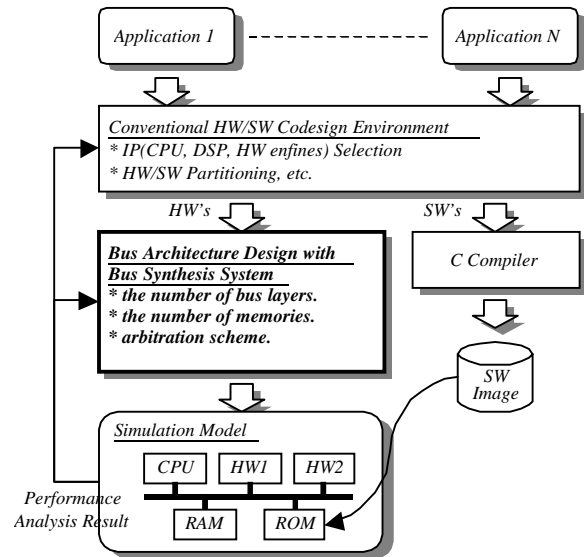 Application 1
Application N
Conventional HW/SW Codesign Environment
* IP(CPU, DSP, HW enfines) Selection
* HW/SW Partitioning, etc.
HW's
SW's
Bus Architecture Design with
Bus Synthesis System
* the number of bus layers.
* the number of memories.
* arbitration scheme.
C Compiler
SW
Image
Simulation Model
CPU
HW1
HW2
RAM
ROM
Performance
Analysis Result